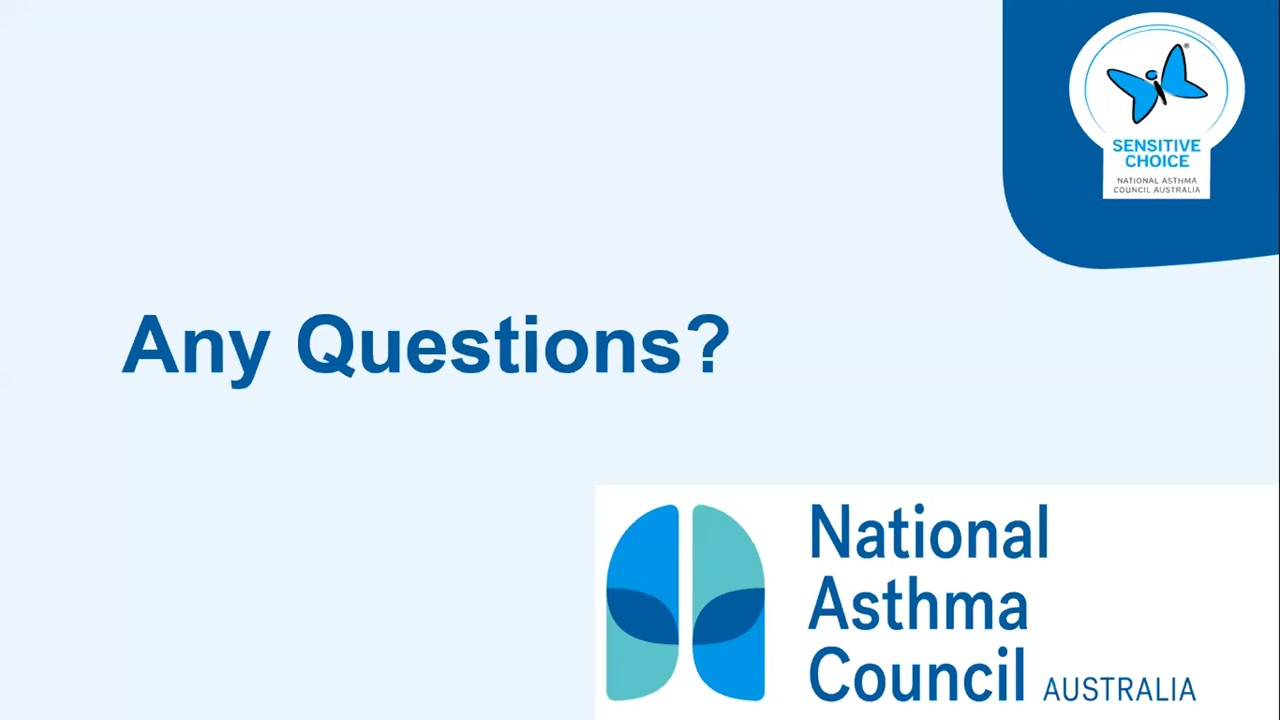 SENSITIVE
CHOICE
NATIONAL ASTHMA
COUNCIL AUSTRALIA
Any Questions?
National
Asthma
Council AUSTRALIA